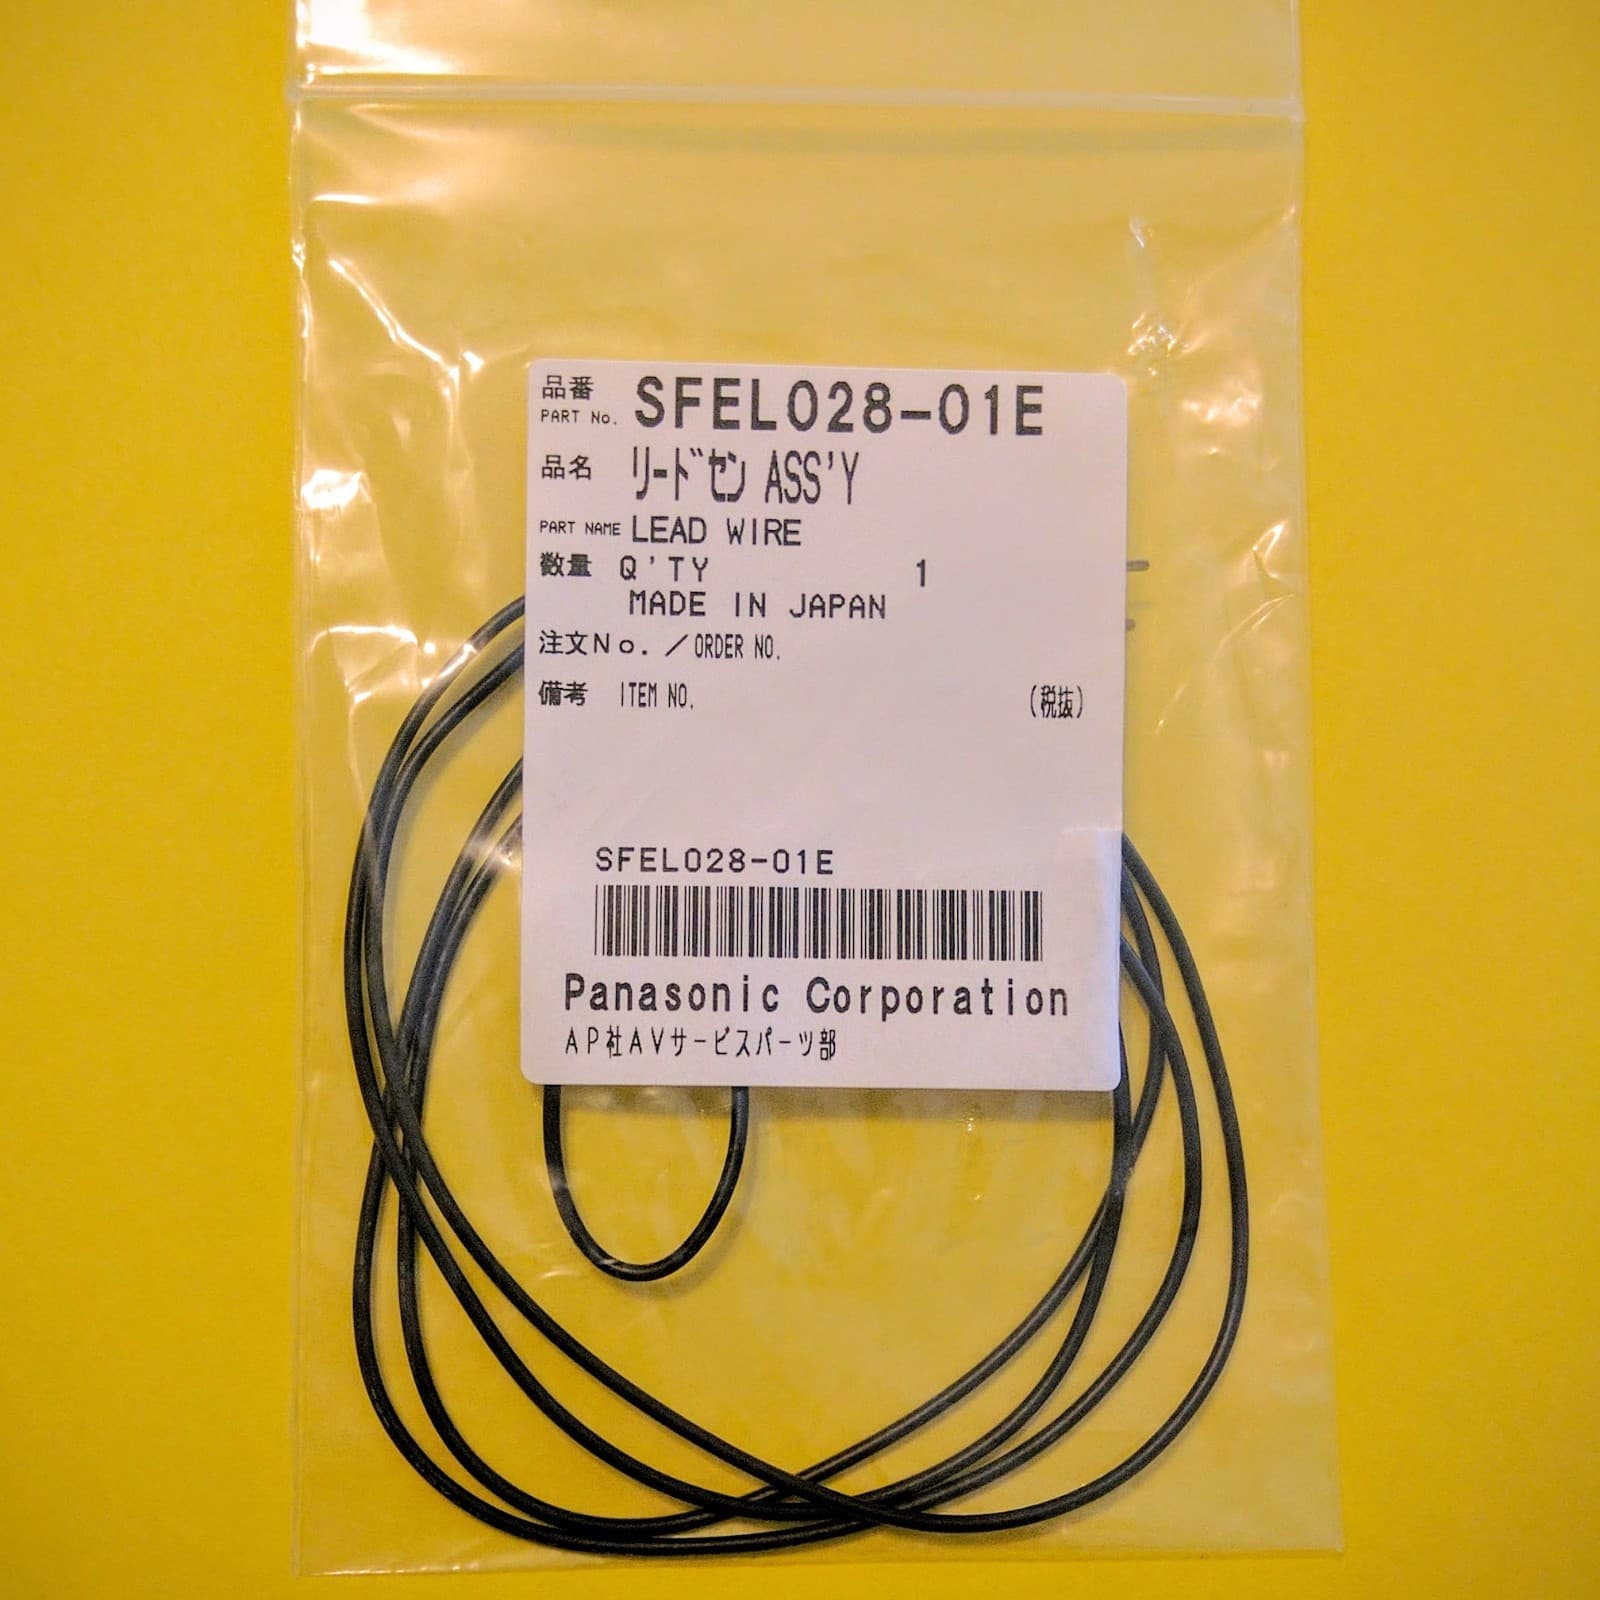 品番
PART No. SFEL028-01E
品名 ﾘｰﾄﾞｾﾝ ASS'Y
PART NAME LEAD WIRE
数量 Q'TY 1
MADE IN JAPAN
注文No.／ORDER NO.
備考 ITEM NO. (税抜)
SFEL028-01E
Panasonic Corporation
AP社AVサービスパーツ部